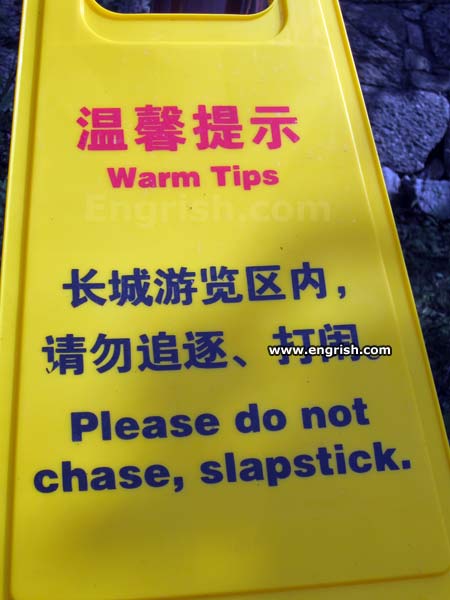 温馨提示
Warm Tips
Engrish.com
长城游览区内，
请勿追逐、打闹。
www.engrish.com
Please do not
chase, slapstick.